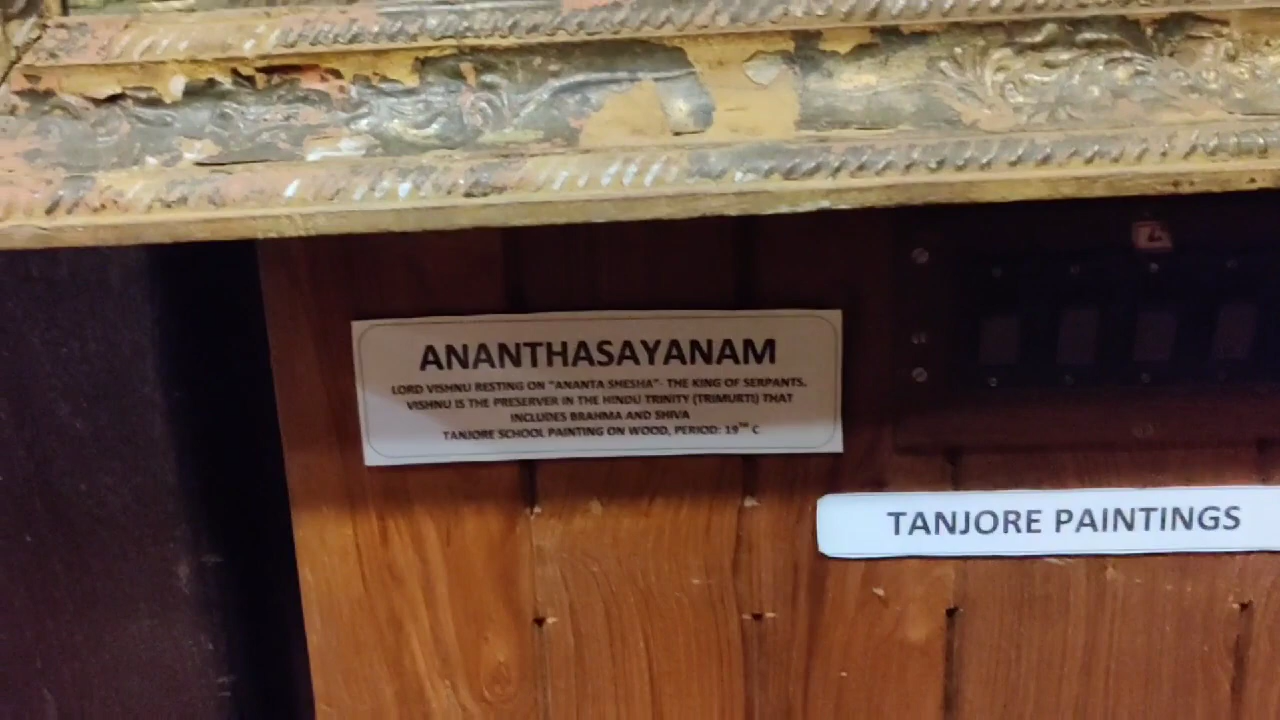 ANANTHASAYANAM
LORD VISHNU RESTING ON "ANANTA SHESHA"- THE KING OF SERPANTS.
VISHNU IS THE PRESERVER IN THE HINDU TRINITY (TRIMURTI) THAT
INCLUDES BRAHMA AND SHIVA
TANJORE SCHOOL PAINTING ON WOOD, PERIOD: 19TH C
TANJORE PAINTINGS